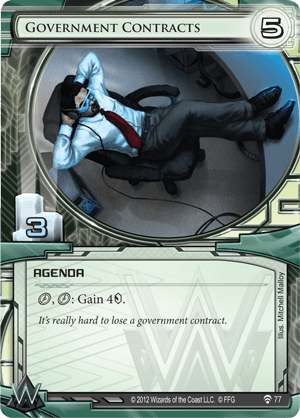 GOVERNMENT CONTRACTS
5
3
AGENDA
, : Gain 4.
It's really hard to lose a government contract.
Illus. Mitchell Malloy
© 2012 Wizards of the Coast LLC. © FFG
77